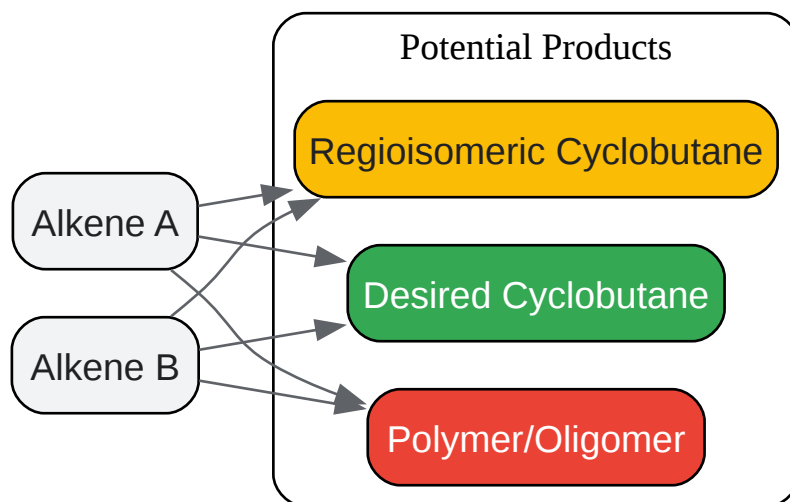 Potential Products
Regioisomeric Cyclobutane
Alkene A
Desired Cyclobutane
Alkene B
Polymer/Oligomer